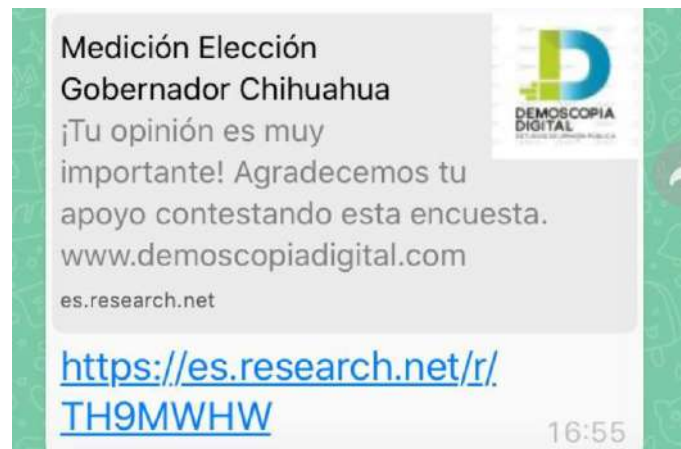 Medición Elección
Gobernador Chihuahua
¡Tu opinión es muy
importante! Agradecemos tu
apoyo contestando esta encuesta.
www.demoscopiadigital.com
es.research.net
DEMOSCOPIA
DIGITAL
https://es.research.net/r/
TH9MWHW
16:55